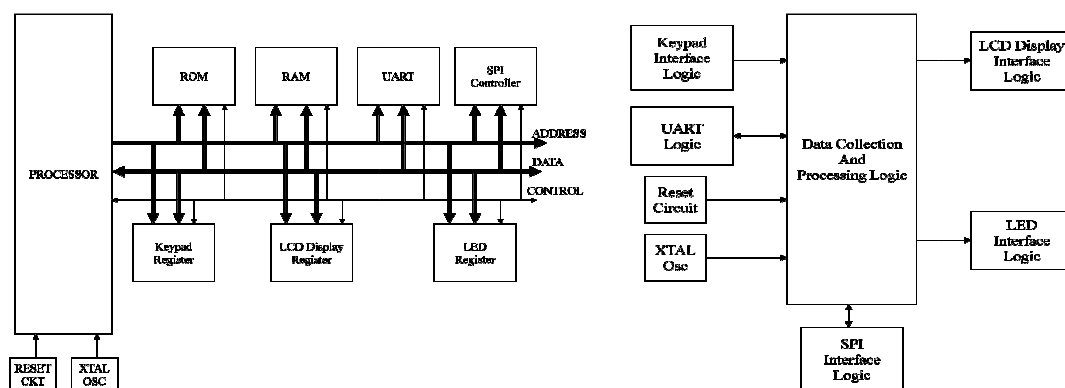 ROM
RAM
UART
SPI
Controller
ADDRESS
DATA
CONTROL
PROCESSOR
Keypad
Register
LCD Display
Register
LED
Register
RESET
CKT
XTAL
OSC
Keypad
Interface
Logic
UART
Logic
Reset
Circuit
XTAL
Osc
Data Collection
And
Processing Logic
LCD Display
Interface
Logic
LED
Interface
Logic
SPI
Interface
Logic